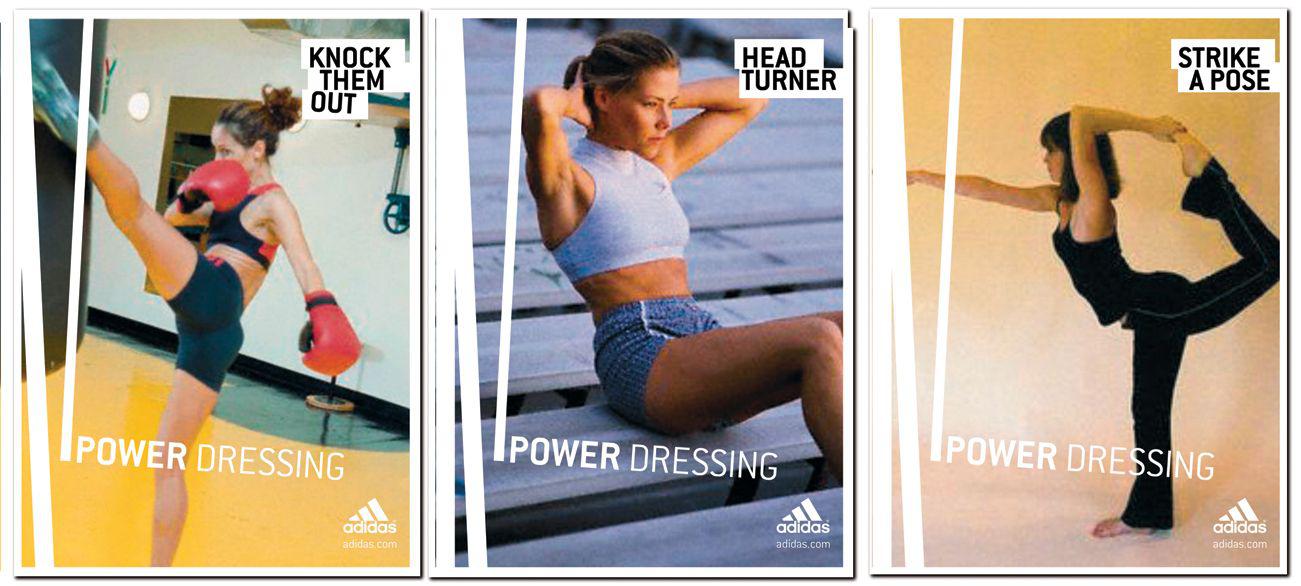 KNOCK
THEM
OUT
POWER DRESSING
adidas
adidas.com
HEAD
TURNER
POWER DRESSING
adidas
adidas.com
STRIKE
A POSE
POWER DRESSING
adidas
adidas.com